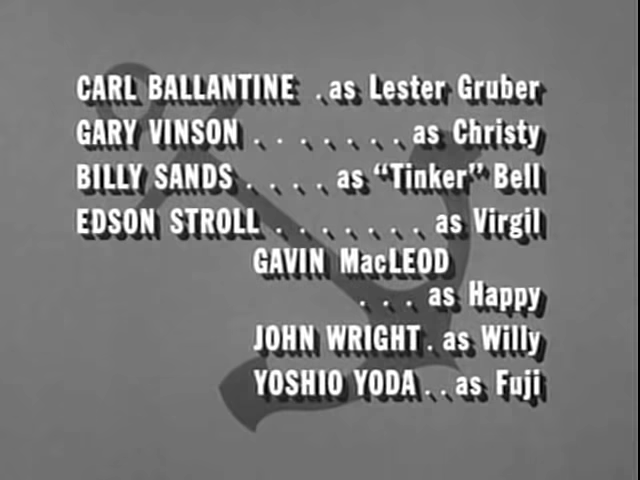 CARL BALLANTINE . as Lester Gruber
GARY VINSON . . . . . . . as Christy
BILLY SANDS . . . . as “Tinker” Bell
EDSON STROLL . . . . . . . as Virgil
GAVIN MacLEOD
. . . as Happy
JOHN WRIGHT . as Willy
YOSHIO YODA . . as Fuji